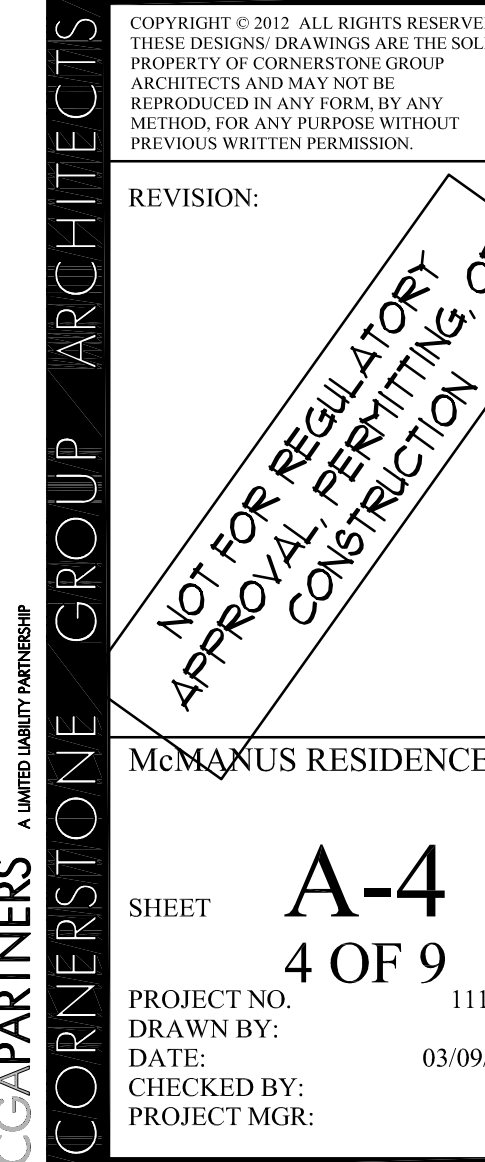 COPYRIGHT © 2012 ALL RIGHTS RESERVE
THESE DESIGNS/ DRAWINGS ARE THE SOL
PROPERTY OF CORNERSTONE GROUP
ARCHITECTS AND MAY NOT BE
REPRODUCED IN ANY FORM, BY ANY
METHOD, FOR ANY PURPOSE WITHOUT
PREVIOUS WRITTEN PERMISSION.
REVISION:
NOT FOR REGULATORY
APPROVAL, PERMITTING, O
CONSTRUCTION
McMANUS RESIDENCE
SHEET A-4
4 OF 9
PROJECT NO. 111
DRAWN BY:
DATE: 03/09/
CHECKED BY:
PROJECT MGR:
CORNERSTONE GROUP ARCHITECTS
CGAPARTNERS A LIMITED LIABILITY PARTNERSHIP